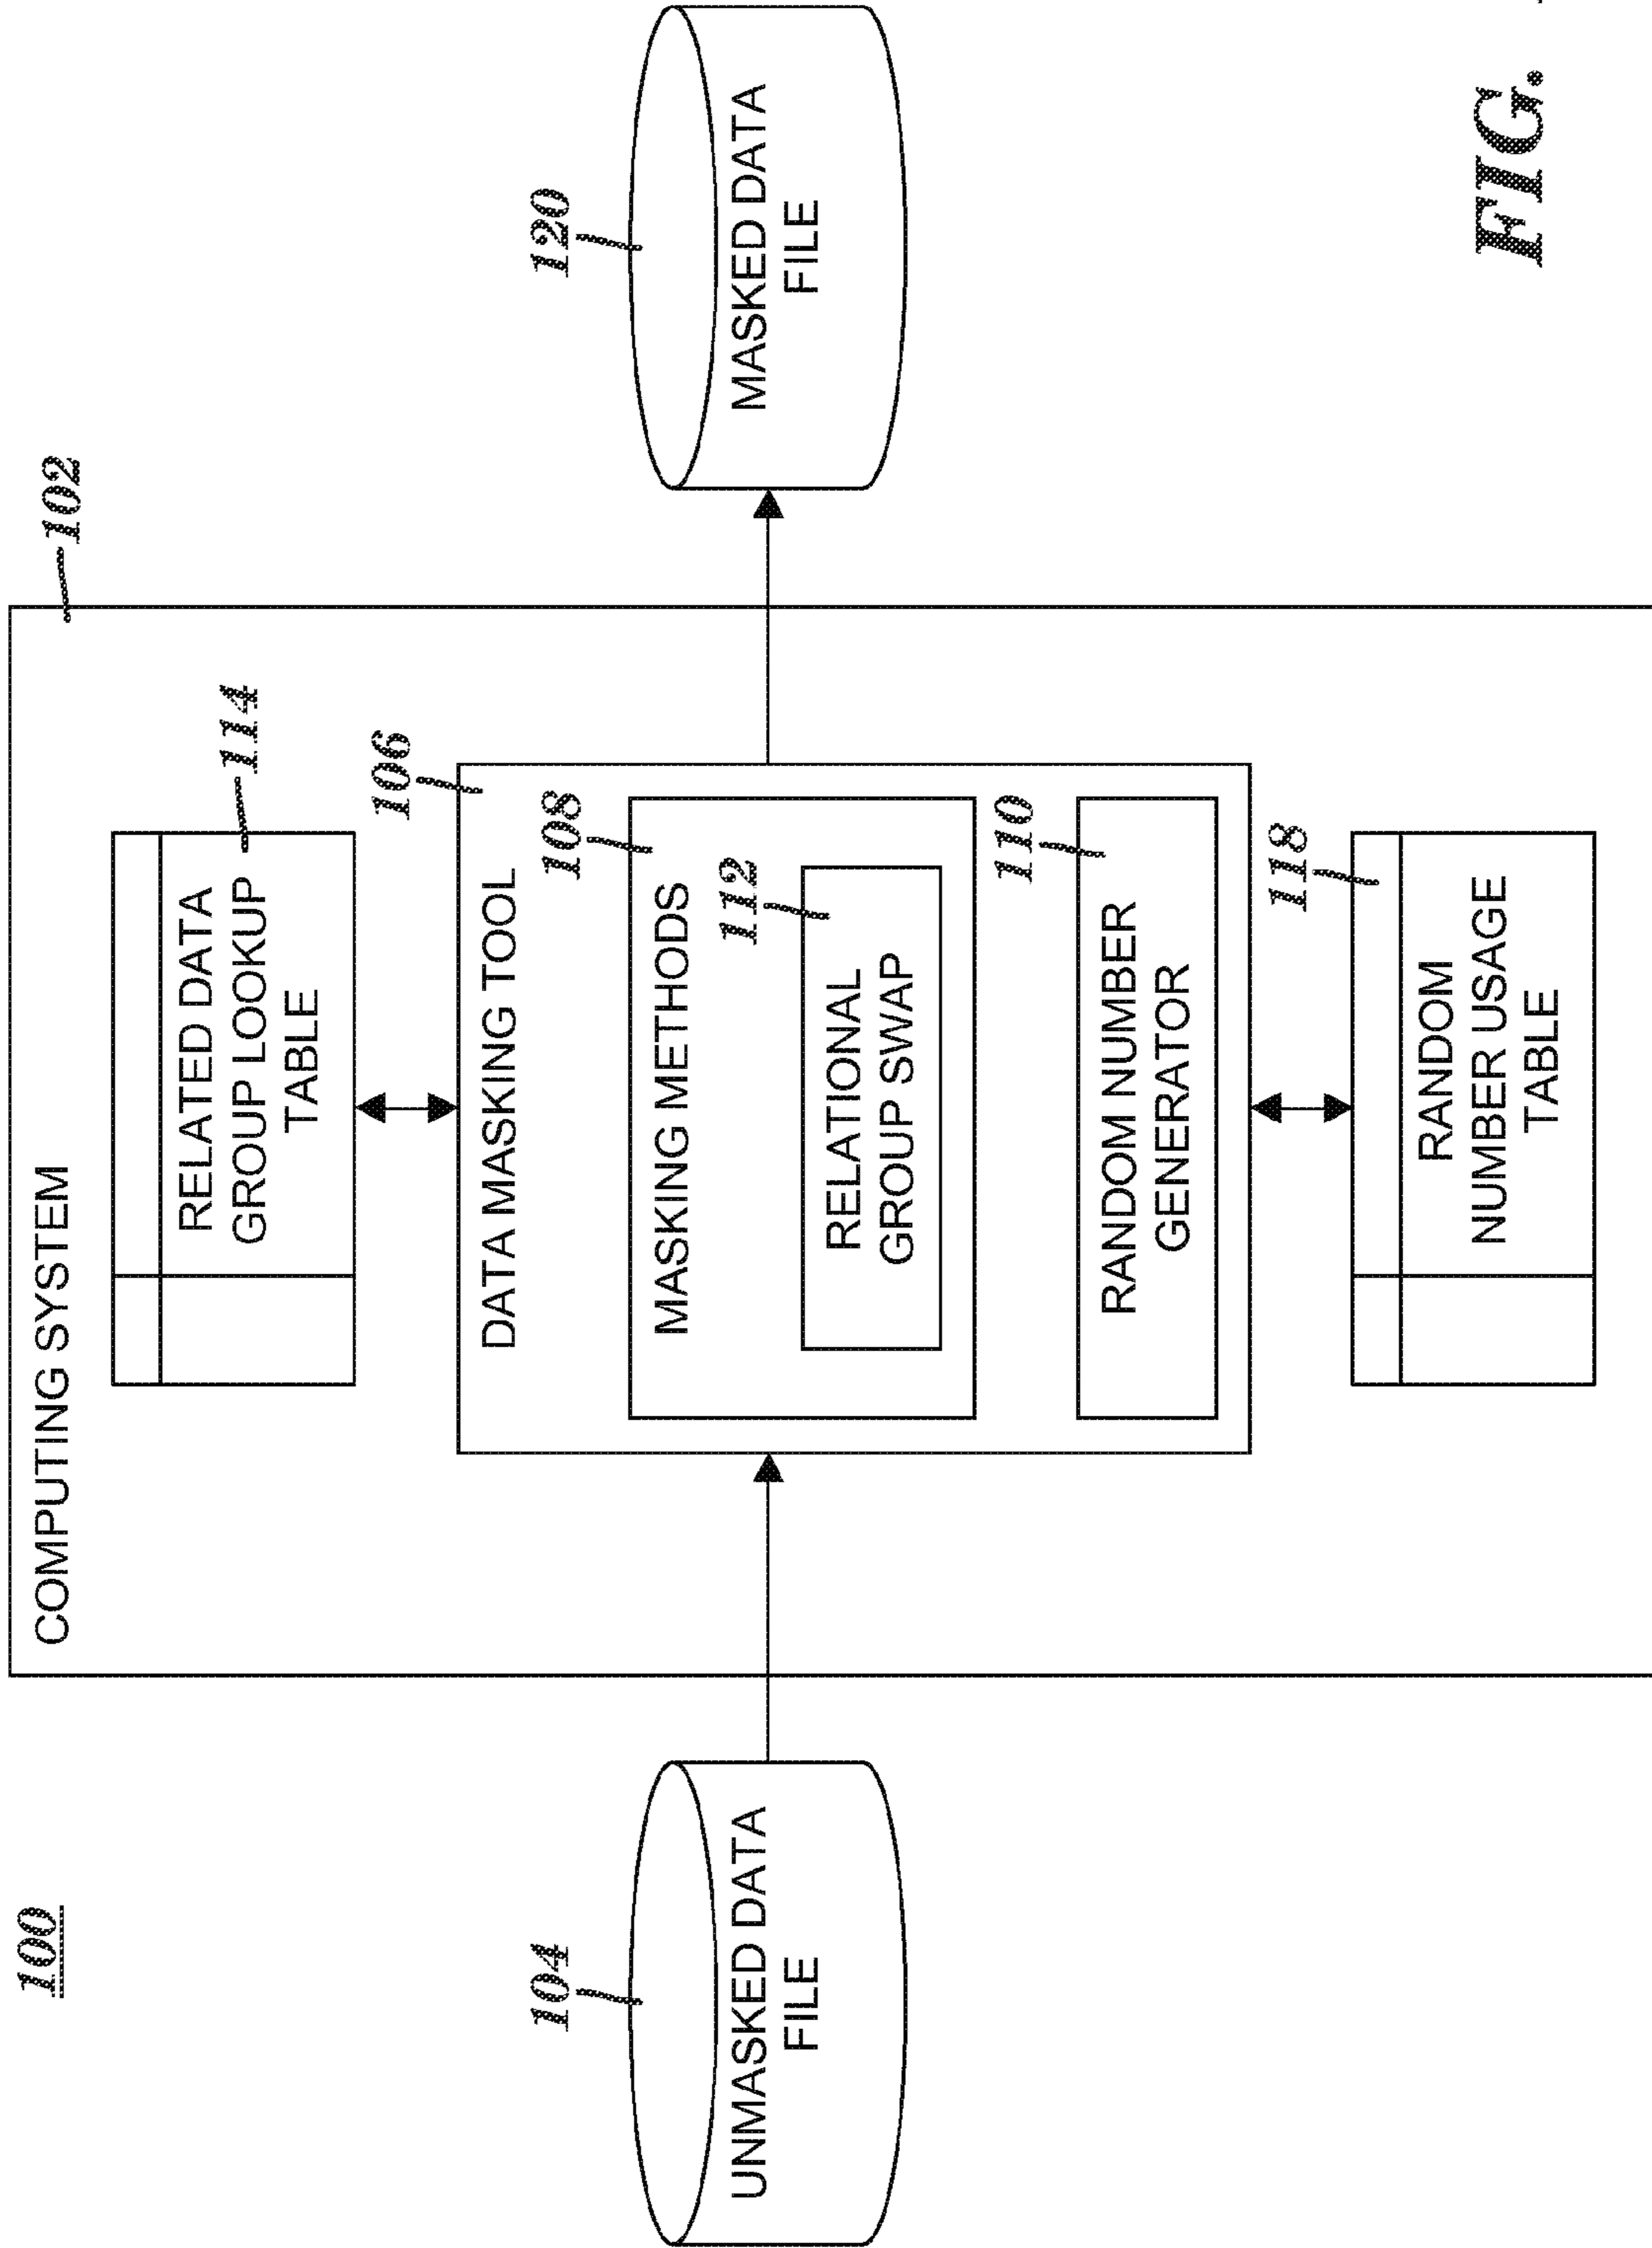 100
COMPUTING SYSTEM
102
RELATED DATA
GROUP LOOKUP
TABLE
114
106
DATA MASKING TOOL
108
MASKING METHODS
112
RELATIONAL
GROUP SWAP
110
RANDOM NUMBER
GENERATOR
118
RANDOM
NUMBER USAGE
TABLE
104
UNMASKED DATA
FILE
120
MASKED DATA
FILE
FIG.